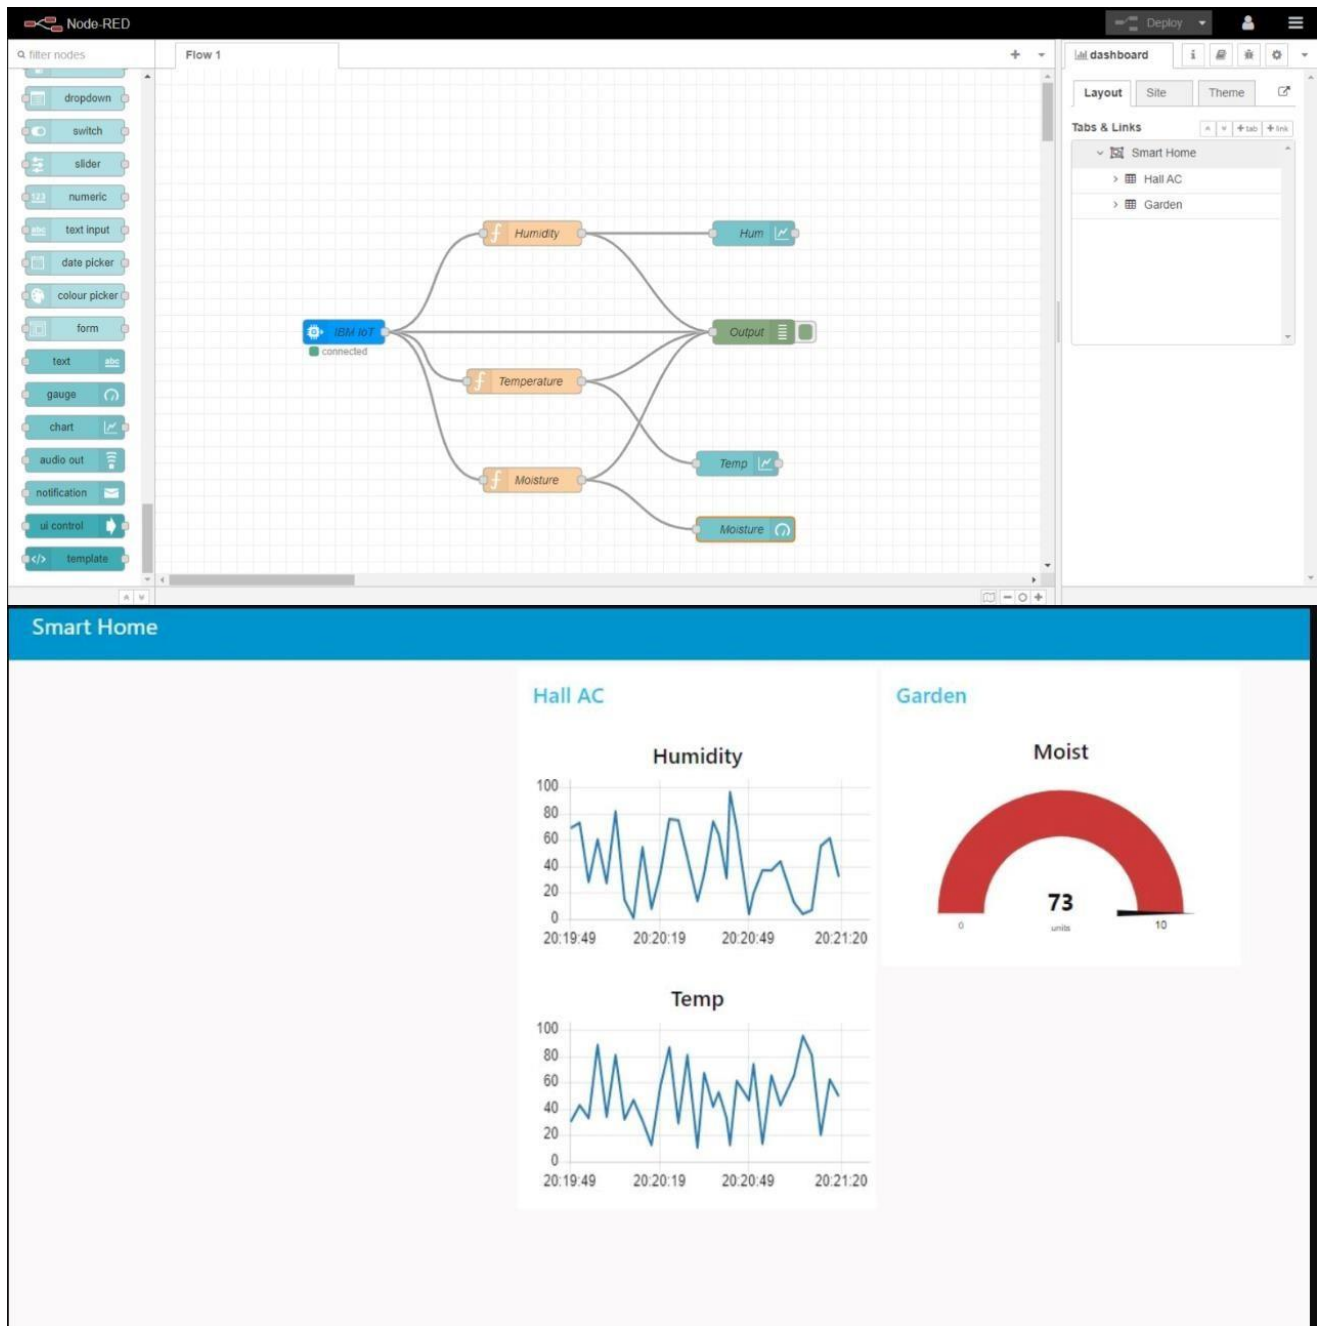 Node-RED
Deploy
filter nodes
Flow 1
dashboard
i
dropdown
switch
slider
123 numeric
abc text input
date picker
colour picker
form
text abc
gauge
chart
audio out
notification
ui control
</> template
f Humidity
Hum
IBM IoT
connected
Output
f Temperature
Temp
f Moisture
Moisture
Layout
Site
Theme
Tabs & Links
+ tab
+ link
Smart Home
Hall AC
Garden
Smart Home
Hall AC
Humidity
100
80
60
40
20
0
20:19:49 20:20:19 20:20:49 20:21:20
Temp
100
80
60
40
20
0
20:19:49 20:20:19 20:20:49 20:21:20
Garden
Moist
73
0 units 10